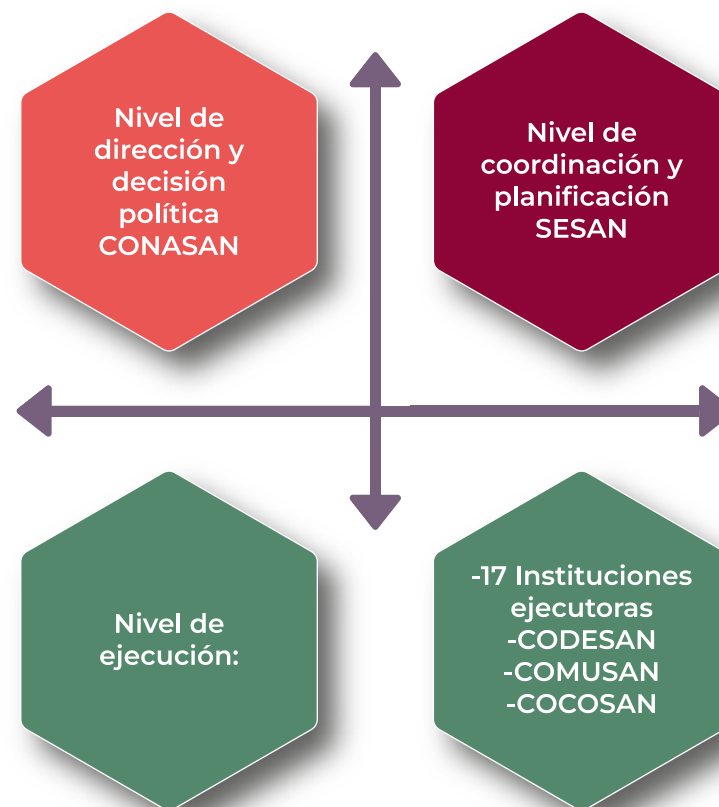 Nivel de
dirección y
decisión
política
CONASAN
Nivel de
coordinación y
planificación
SESAN
Nivel de
ejecución:
-17 Instituciones
ejecutoras
-CODESAN
-COMUSAN
-COCOSAN